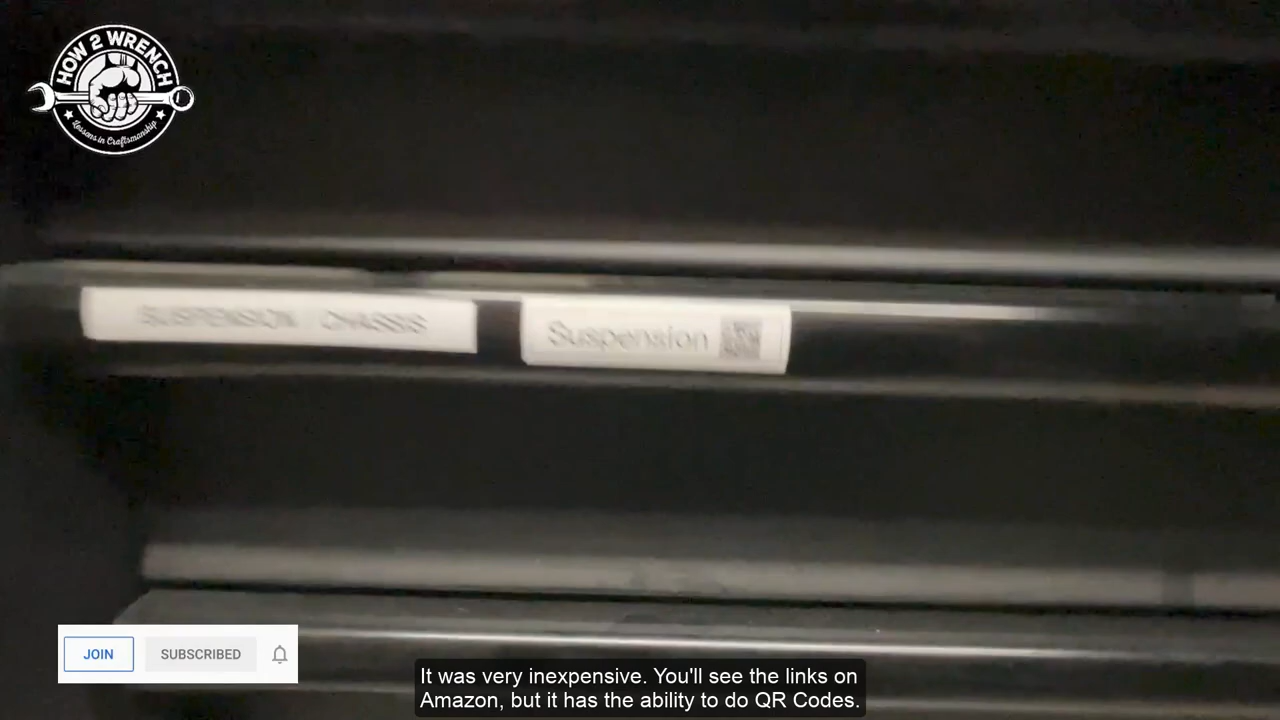 HOW 2 WRENCH
Lessons in Craftsmanship
SUSPENSION CHASSIS
Suspension
JOIN
SUBSCRIBED
It was very inexpensive. You'll see the links on
Amazon, but it has the ability to do QR Codes.